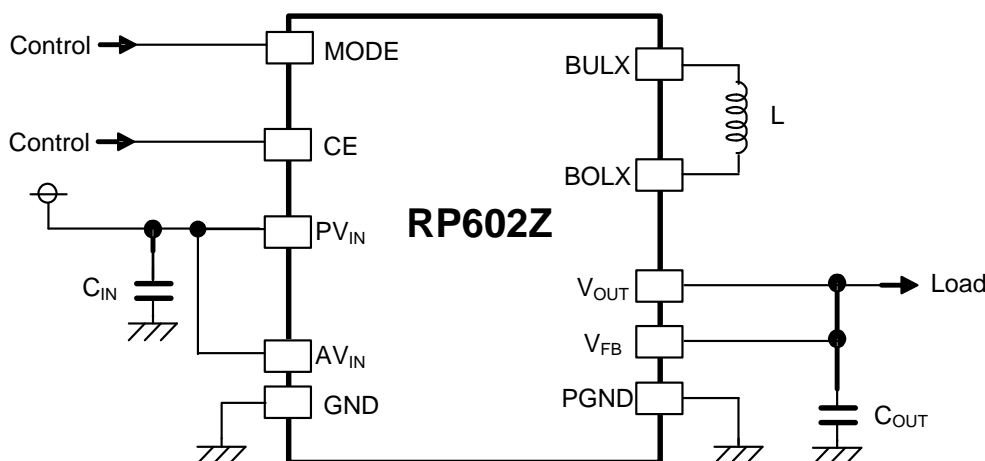 Control
MODE
BULX
L
Control
CE
BOLX
RP602Z
PVIN
CIN
VOUT
Load
AVIN
VFB
GND
PGND
COUT